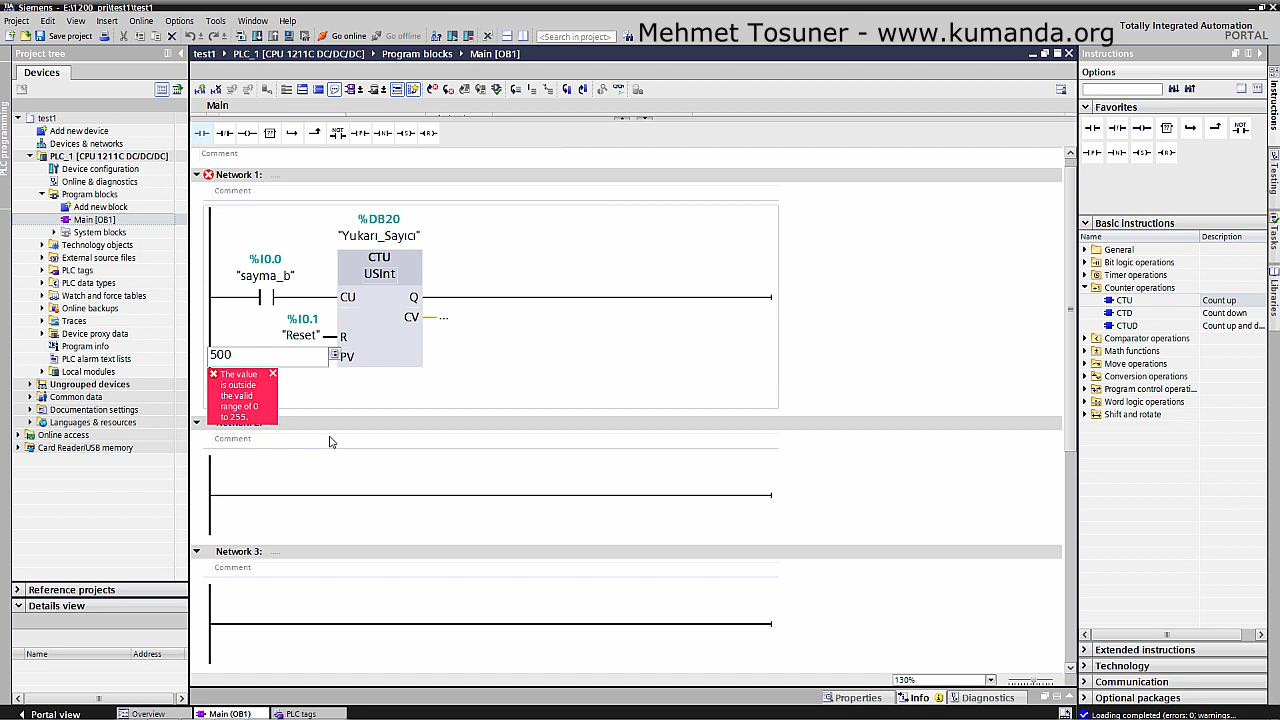 Siemens - E:\1200_prj\test1\test1
Mehmet Tosuner - www.kumanda.org
Project Edit View Insert Online Options Tools Window Help
Totally Integrated Automation
PORTAL
Save project
Go online
Go offline
<Search in project>
Project tree
test1 PLC_1 [CPU 1211C DC/DC/DC] Program blocks Main [OB1]
Instructions
Devices
Options
PLC programming
Main
Favorites
test1
Add new device
Devices & networks
PLC_1 [CPU 1211C DC/DC/DC]
Device configuration
Online & diagnostics
Program blocks
Add new block
Main [OB1]
System blocks
Technology objects
External source files
PLC tags
PLC data types
Watch and force tables
Online backups
Traces
Device proxy data
Program info
PLC alarm text lists
Local modules
Ungrouped devices
Common data
Documentation settings
Languages & resources
Online access
Card Reader/USB memory
Reference projects
Details view
Name Address
Comment
Network 1: .....
Comment
%DB20
"Yukarı_Sayıcı"
CTU
USInt
%I0.0
"sayma_b"
CU Q
CV ...
%I0.1
"Reset" R
500 PV
The value
is outside
the valid
range of 0
to 255.
Comment
Network 3: .....
Comment
130%
Properties Info Diagnostics
Basic instructions
Name Description
General
Bit logic operations
Timer operations
Counter operations
CTU Count up
CTD Count down
CTUD Count up and d...
Comparator operations
Math functions
Move operations
Conversion operations
Program control operati...
Word logic operations
Shift and rotate
Extended instructions
Technology
Communication
Optional packages
Instructions
Testing
Tasks
Libraries
Portal view Overview Main (OB1) PLC tags
Loading completed (errors: 0; warnings...